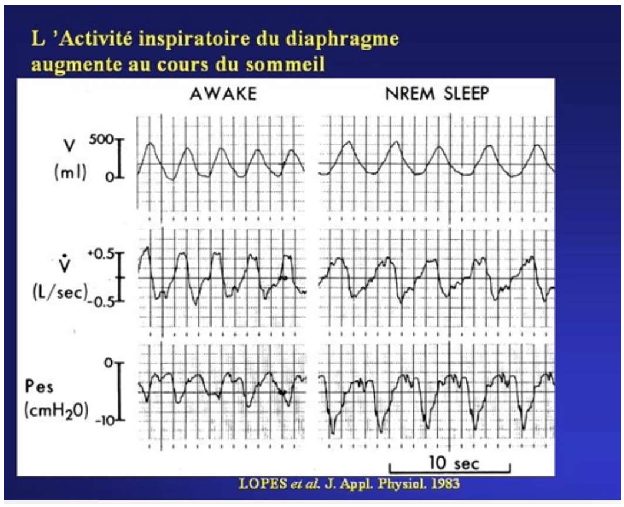 L 'Activité inspiratoire du diaphragme
augmente au cours du sommeil
AWAKE NREM SLEEP
V 500
(ml) 0
V̇ +0.5
(L/sec) -0.5
Pes 0
(cmH₂O) -10
10 sec
LOPES et al. J. Appl. Physiol. 1983